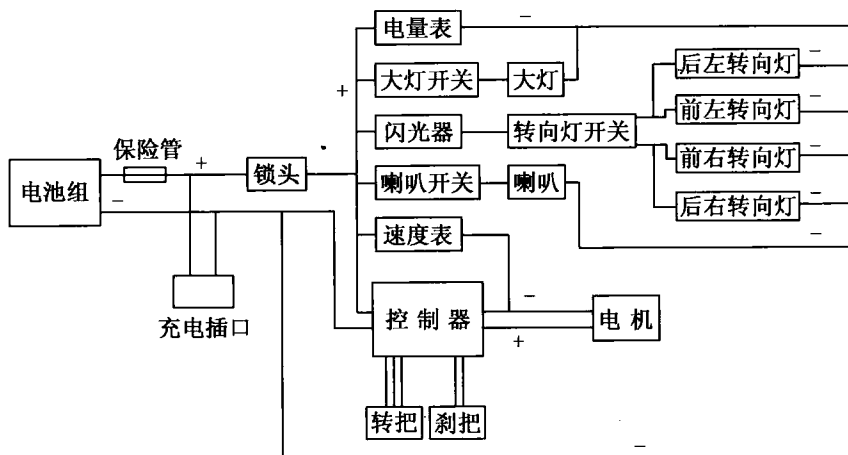 电量表
−
大灯开关
大灯
后左转向灯
−
+
闪光器
转向灯开关
前左转向灯
−
保险管
+
锁头
喇叭开关
喇叭
前右转向灯
−
电池组
−
后右转向灯
−
速度表
−
充电插口
控制器
−
+
电机
转把
刹把
−